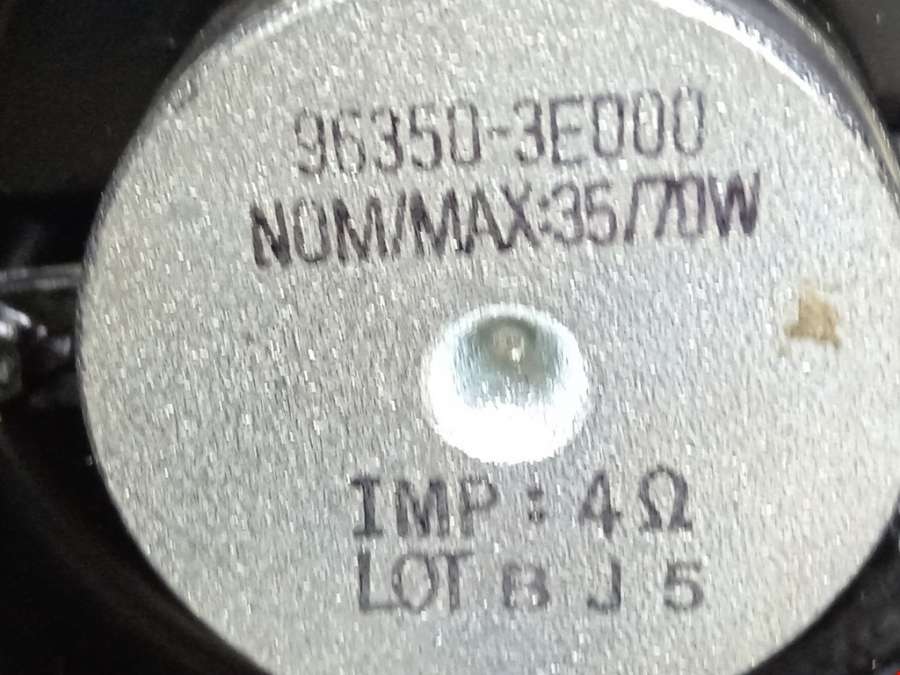 96350-3E000
NOM/MAX:35/70W
IMP : 4Ω
LOT B J 5